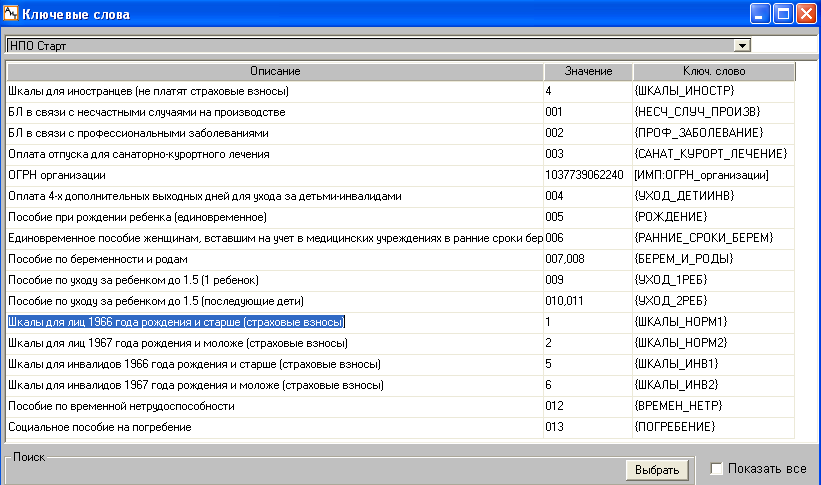 Ключевые слова
НПО Старт
Описание Значение Ключ. слово
Шкалы для иностранцев (не платят страховые взносы) 4 {ШКАЛЫ_ИНОСТР}
БЛ в связи с несчастными случаями на производстве 001 {НЕСЧ_СЛУЧ_ПРОИЗВ}
БЛ в связи с профессиональными заболеваниями 002 {ПРОФ_ЗАБОЛЕВАНИЕ}
Оплата отпуска для санаторно-курортного лечения 003 {САНАТ_КУРОРТ_ЛЕЧЕНИЕ}
ОГРН организации 1037739062240 [ИМП:ОГРН_организации]
Оплата 4-х дополнительных выходных дней для ухода за детьми-инвалидами 004 {УХОД_ДЕТИИНВ}
Пособие при рождении ребенка (единовременное) 005 {РОЖДЕНИЕ}
Единовременное пособие женщинам, вставшим на учет в медицинских учреждениях в ранние сроки бер 006 {РАННИЕ_СРОКИ_БЕРЕМ}
Пособие по беременности и родам 007,008 {БЕРЕМ_И_РОДЫ}
Пособие по уходу за ребенком до 1.5 (1 ребенок) 009 {УХОД_1РЕБ}
Пособие по уходу за ребенком до 1.5 (последующие дети) 010,011 {УХОД_2РЕБ}
Шкалы для лиц 1966 года рождения и старше (страховые взносы) 1 {ШКАЛЫ_НОРМ1}
Шкалы для лиц 1967 года рождения и моложе (страховые взносы) 2 {ШКАЛЫ_НОРМ2}
Шкалы для инвалидов 1966 года рождения и старше (страховые взносы) 5 {ШКАЛЫ_ИНВ1}
Шкалы для инвалидов 1967 года рождения и моложе (страховые взносы) 6 {ШКАЛЫ_ИНВ2}
Пособие по временной нетрудоспособности 012 {ВРЕМЕН_НЕТР}
Социальное пособие на погребение 013 {ПОГРЕБЕНИЕ}
Поиск
Выбрать Показать все